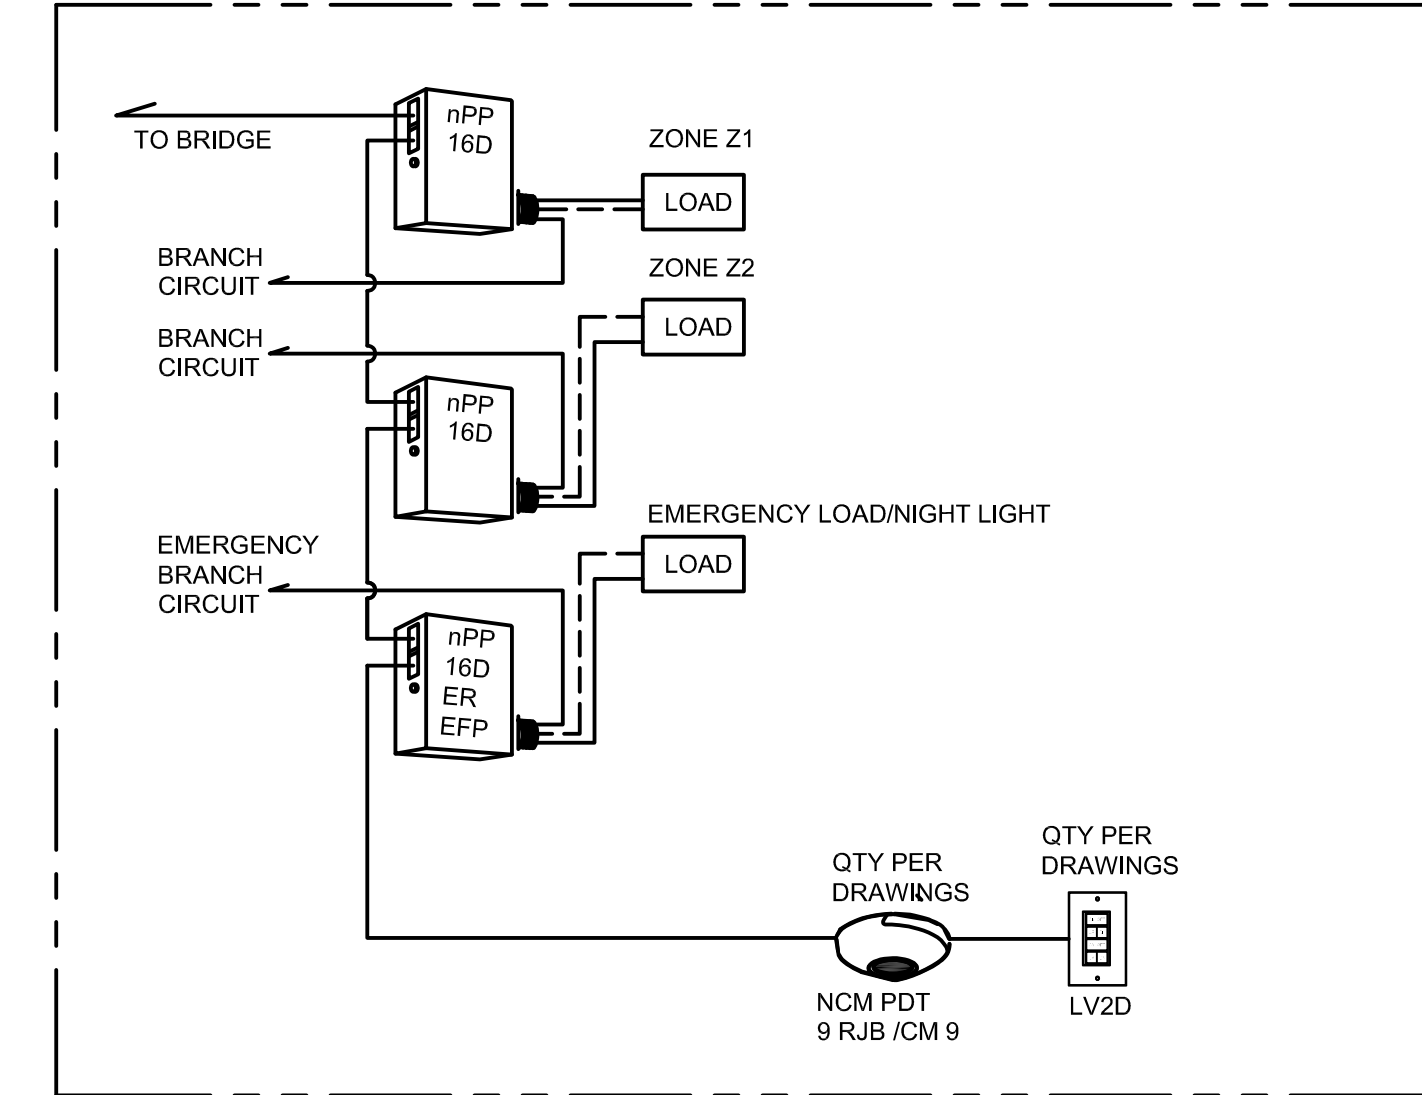 nPP
16D
TO BRIDGE
ZONE Z1
LOAD
BRANCH
CIRCUIT
ZONE Z2
LOAD
BRANCH
CIRCUIT
nPP
16D
EMERGENCY LOAD/NIGHT LIGHT
LOAD
EMERGENCY
BRANCH
CIRCUIT
nPP
16D
ER
EFP
QTY PER
DRAWINGS
QTY PER
DRAWINGS
NCM PDT
9 RJB /CM 9
LV2D